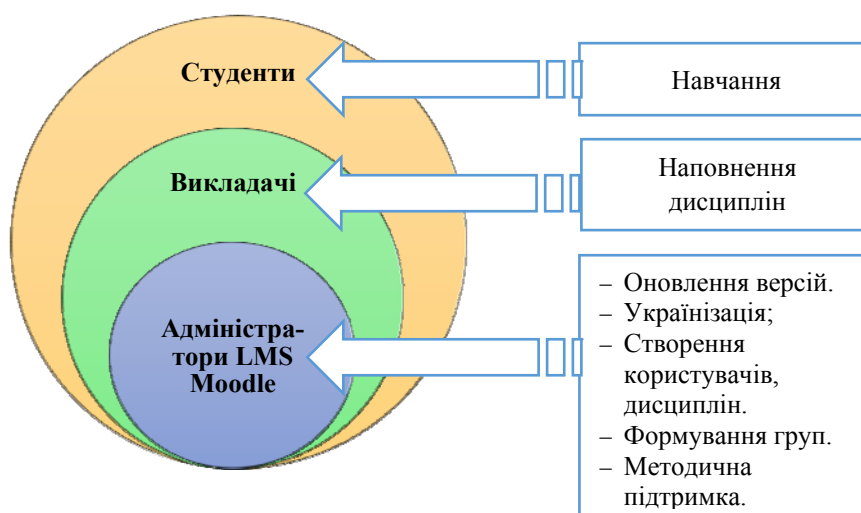 Студенти
Навчання
Викладачі
Наповнення
дисциплін
Адміністра-
тори LMS
Moodle
– Оновлення версій.
– Українізація;
– Створення
користувачів,
дисциплін.
– Формування груп.
– Методична
підтримка.